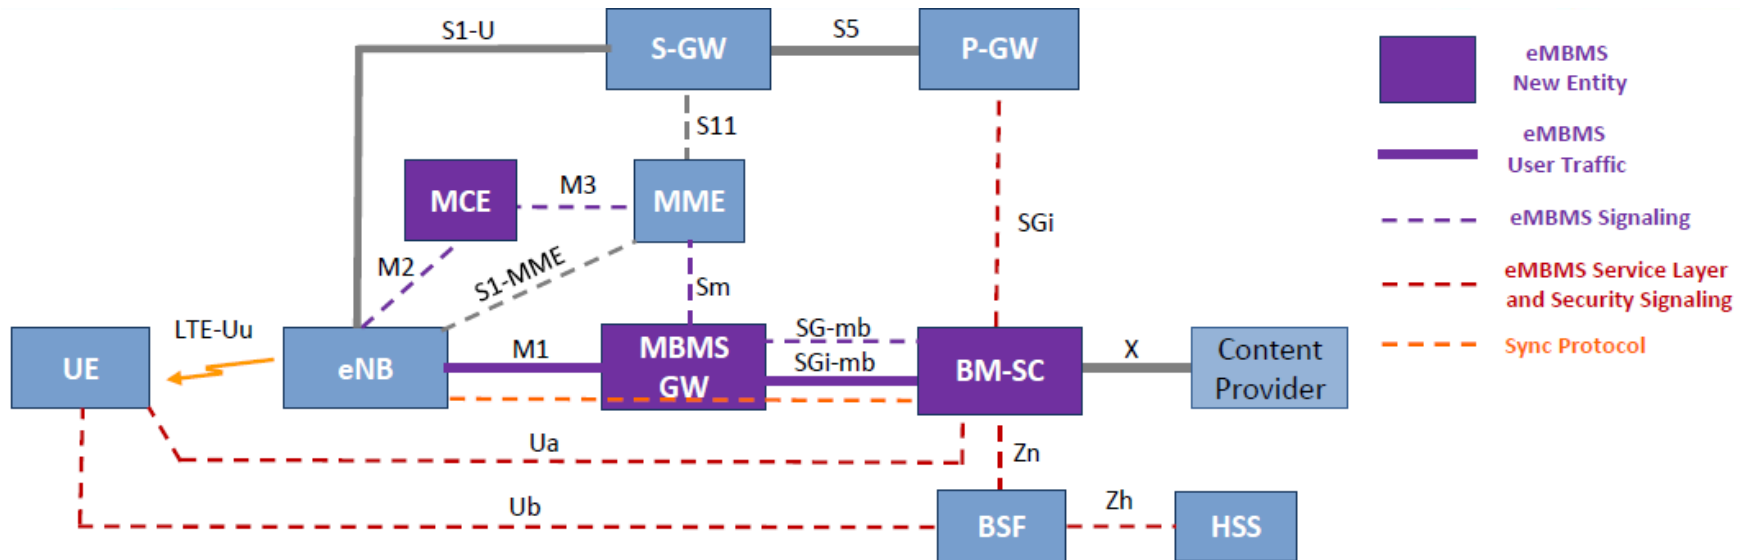 S1-U
S-GW
S5
P-GW
eMBMS
New Entity
S11
eMBMS
User Traffic
MCE
M3
MME
SGi
eMBMS Signaling
M2
S1-MME
Sm
eMBMS Service Layer
and Security Signaling
LTE-Uu
UE
eNB
M1
MBMS
GW
SG-mb
SGi-mb
BM-SC
X
Content
Provider
Sync Protocol
Ua
Zn
Ub
BSF
Zh
HSS